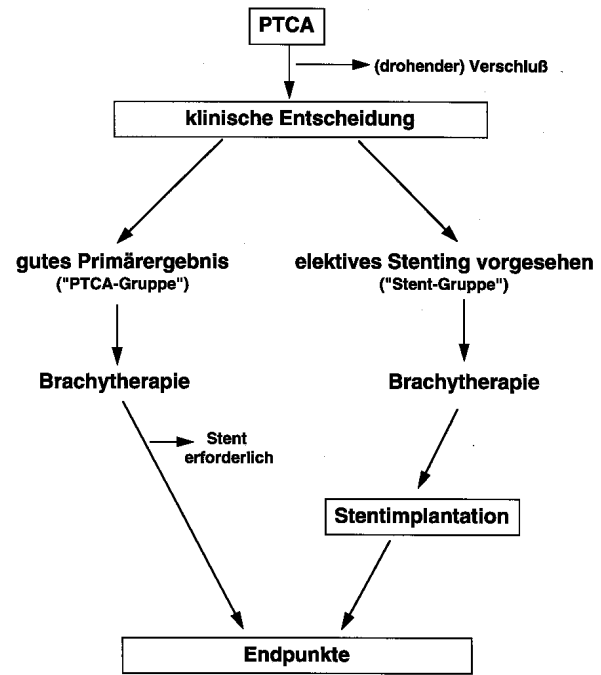 PTCA
(drohender) Verschluß
klinische Entscheidung
gutes Primärergebnis
("PTCA-Gruppe")
elektives Stenting vorgesehen
("Stent-Gruppe")
Brachytherapie
Brachytherapie
Stent
erforderlich
Stentimplantation
Endpunkte